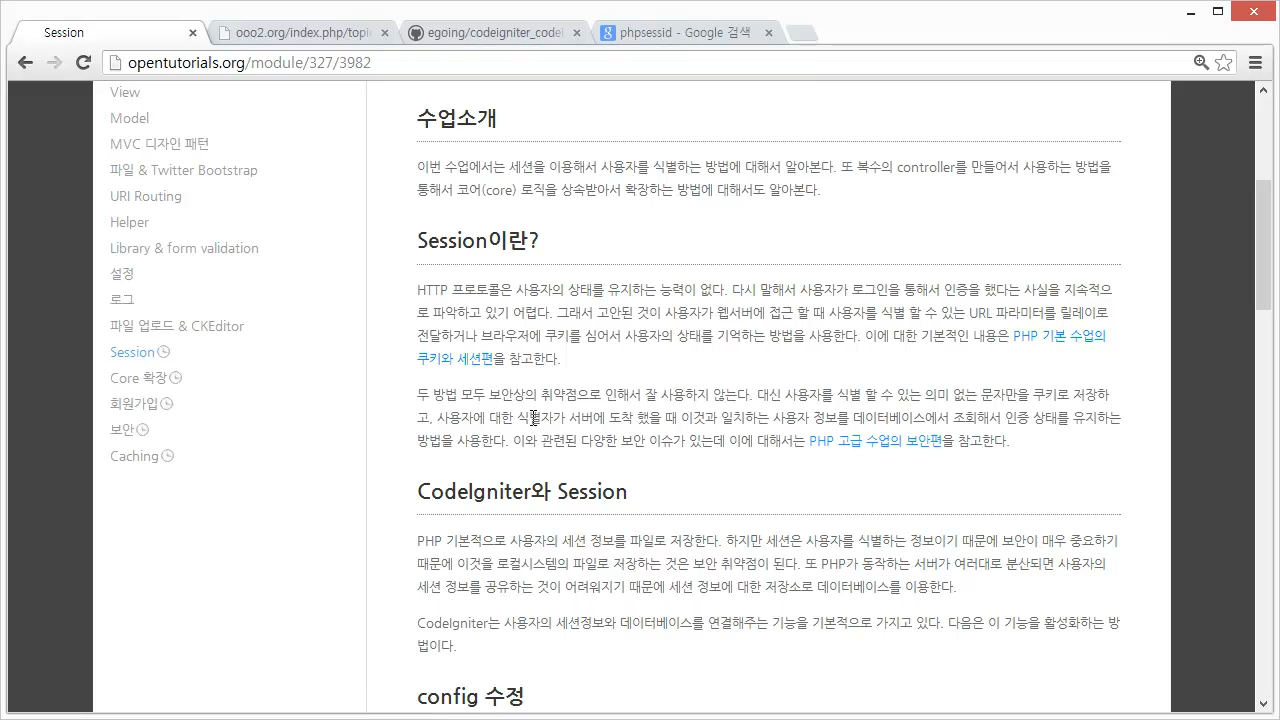 Session
ooo2.org/index.php/topi
egoing/codeigniter_codei
phpsessid - Google 검색
opentutorials.org/module/327/3982
View
Model
MVC 디자인 패턴
파일 & Twitter Bootstrap
URI Routing
Helper
Library & form validation
설정
로그
파일 업로드 & CKEditor
Session
Core 확장
회원가입
보안
Caching
수업소개
이번 수업에서는 세션을 이용해서 사용자를 식별하는 방법에 대해서 알아본다. 또 복수의 controller를 만들어서 사용하는 방법을
통해서 코어(core) 로직을 상속받아서 확장하는 방법에 대해서도 알아본다.
Session이란?
HTTP 프로토콜은 사용자의 상태를 유지하는 능력이 없다. 다시 말해서 사용자가 로그인을 통해서 인증을 했다는 사실을 지속적으
로 파악하고 있기 어렵다. 그래서 고안된 것이 사용자가 웹서버에 접근 할 때 사용자를 식별 할 수 있는 URL 파라미터를 릴레이로
전달하거나 브라우저에 쿠키를 심어서 사용자의 상태를 기억하는 방법을 사용한다. 이에 대한 기본적인 내용은 PHP 기본 수업의
쿠키와 세션편을 참고한다.
두 방법 모두 보안상의 취약점으로 인해서 잘 사용하지 않는다. 대신 사용자를 식별 할 수 있는 의미 없는 문자만을 쿠키로 저장하
고, 사용자에 대한 식별자가 서버에 도착 했을 때 이것과 일치하는 사용자 정보를 데이터베이스에서 조회해서 인증 상태를 유지하는
방법을 사용한다. 이와 관련된 다양한 보안 이슈가 있는데 이에 대해서는 PHP 고급 수업의 보안편을 참고한다.
CodeIgniter와 Session
PHP 기본적으로 사용자의 세션 정보를 파일로 저장한다. 하지만 세션은 사용자를 식별하는 정보이기 때문에 보안이 매우 중요하기
때문에 이것을 로컬시스템의 파일로 저장하는 것은 보안 취약점이 된다. 또 PHP가 동작하는 서버가 여러대로 분산되면 사용자의
세션 정보를 공유하는 것이 어려워지기 때문에 세션 정보에 대한 저장소로 데이터베이스를 이용한다.
CodeIgniter는 사용자의 세션정보와 데이터베이스를 연결해주는 기능을 기본적으로 가지고 있다. 다음은 이 기능을 활성화하는 방
법이다.
config 수정